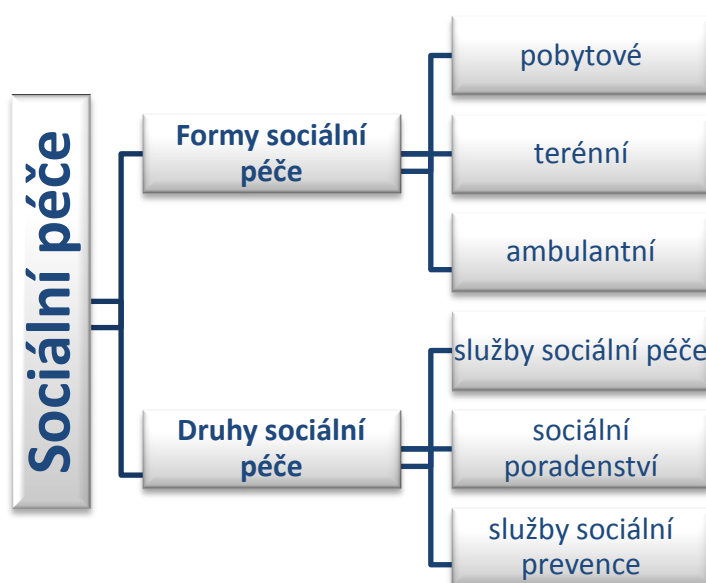 Sociální péče
Formy sociální
péče
pobytové
terénní
ambulantní
Druhy sociální
péče
služby sociální péče
sociální
poradenství
služby sociální
prevence